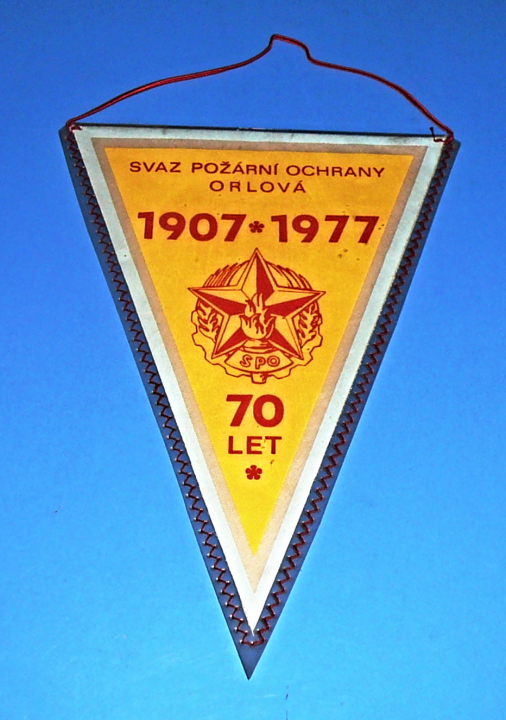 SVAZ POŽÁRNÍ OCHRANY
ORLOVÁ
1907*1977
SPO
70
LET
*